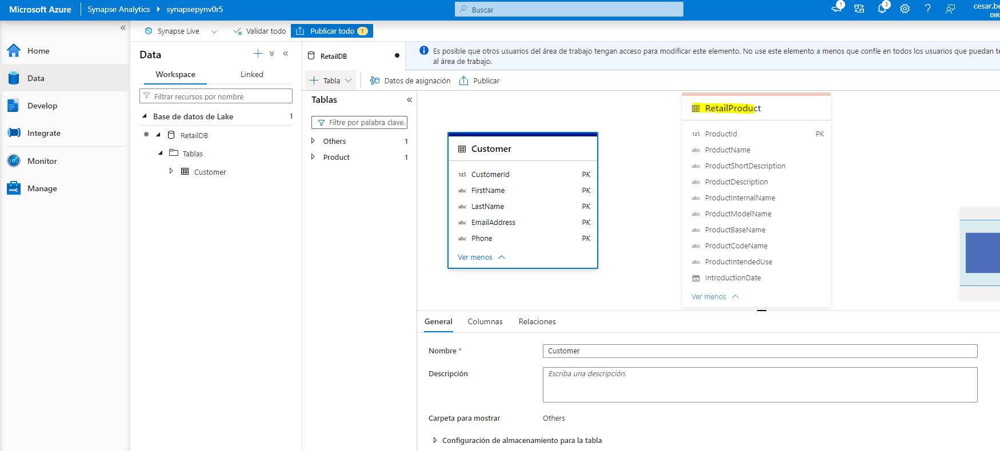 Microsoft Azure
Synapse Analytics
synapsepynv0r5
Buscar
1
3
cesar.be
DIR
Synapse Live
Validar todo
Publicar todo 1
Home
Data
Develop
Integrate
Monitor
Manage
Data
Workspace
Linked
Filtrar recursos por nombre
Base de datos de Lake 1
RetailDB
Tablas
Customer
RetailDB
Es posible que otros usuarios del área de trabajo tengan acceso para modificar este elemento. No use este elemento a menos que confíe en todos los usuarios que puedan te
al área de trabajo.
Tabla
Datos de asignación
Publicar
Tablas
Filtre por palabra clave.
Others 1
Product 1
Customer
12l CustomerId PK
abc FirstName PK
abc LastName PK
abc EmailAddress PK
abc Phone PK
Ver menos
RetailProduct
12l ProductId PK
abc ProductName
abc ProductShortDescription
abc ProductDescription
abc ProductInternalName
abc ProductModelName
abc ProductBaseName
abc ProductCodeName
abc ProductIntendedUse
IntroductionDate
Ver menos
General
Columnas
Relaciones
Nombre *
Customer
Descripción
Escriba una descripción.
Carpeta para mostrar
Others
Configuración de almacenamiento para la tabla